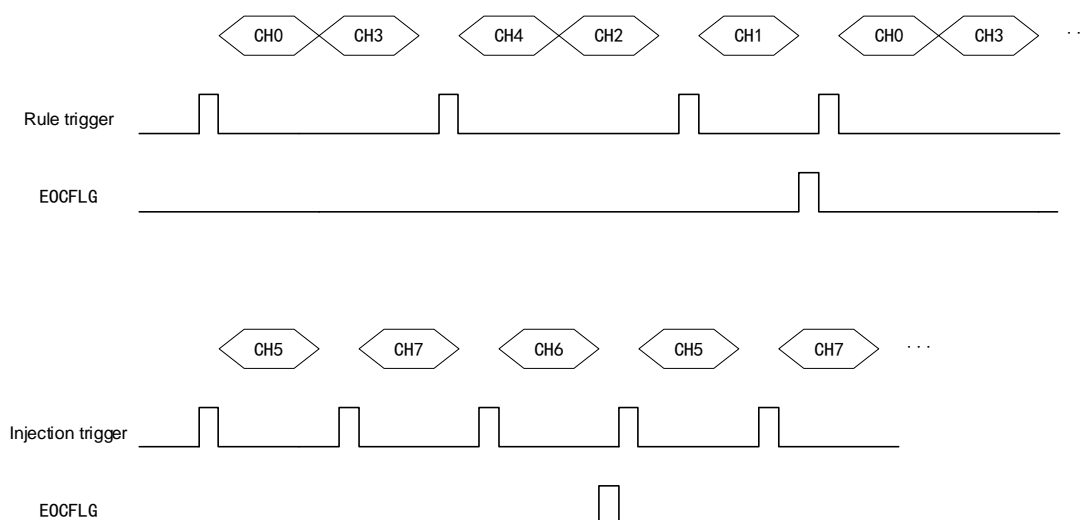 CH0 CH3 CH4 CH2 CH1 CH0 CH3 ..
Rule trigger
EOCFLG
CH5 CH7 CH6 CH5 CH7 ...
Injection trigger
EOCFLG